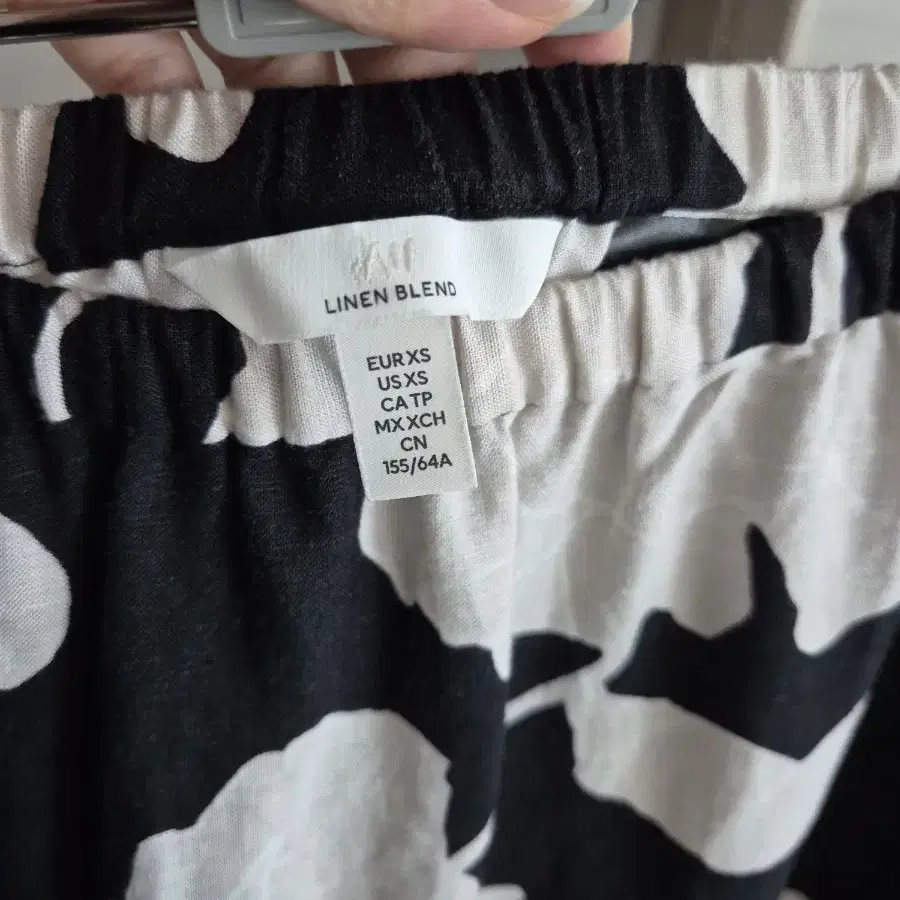 H&M
LINEN BLEND
EUR XS
US XS
CA TP
MX XCH
CN
155/64A